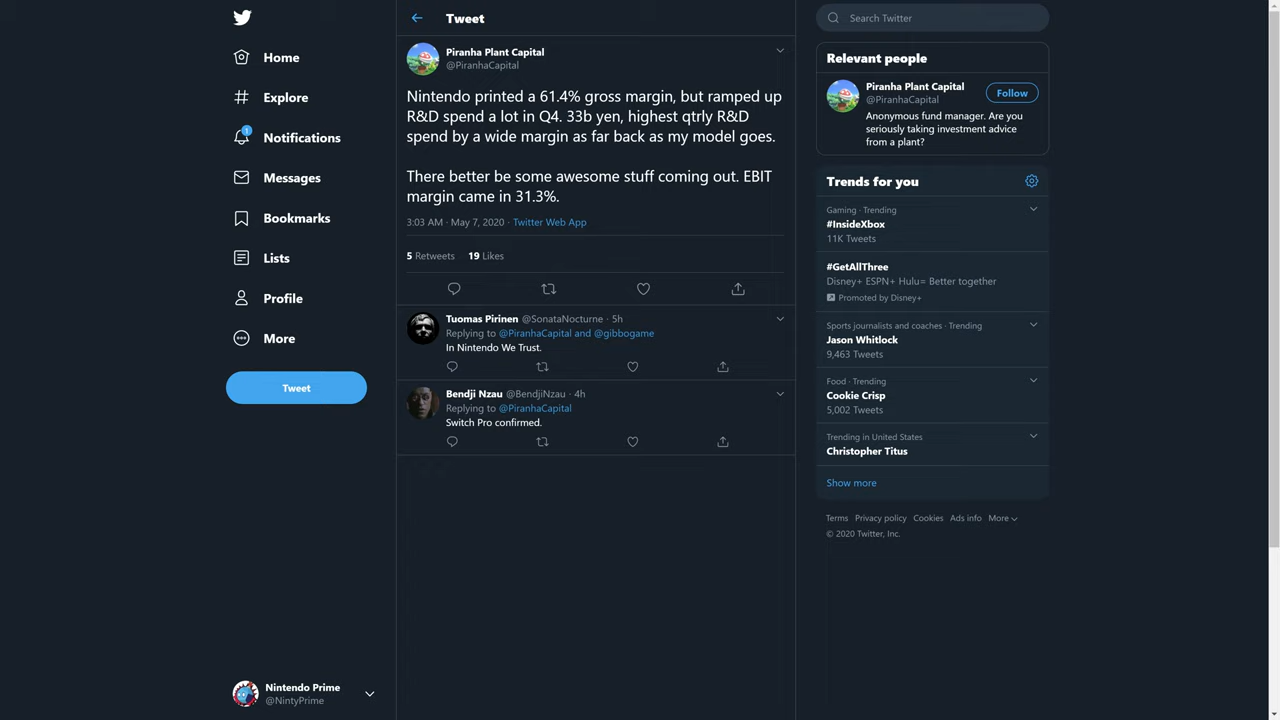 Home
Explore
1
Notifications
Messages
Bookmarks
Lists
Profile
More
Tweet
Nintendo Prime
@NintyPrime
Tweet
Piranha Plant Capital
@PiranhaCapital
Nintendo printed a 61.4% gross margin, but ramped up
R&D spend a lot in Q4. 33b yen, highest qtrly R&D
spend by a wide margin as far back as my model goes.
There better be some awesome stuff coming out. EBIT
margin came in 31.3%.
3:03 AM · May 7, 2020 · Twitter Web App
5 Retweets 19 Likes
Tuomas Pirinen @SonataNocturne · 5h
Replying to @PiranhaCapital and @gibbogame
In Nintendo We Trust.
Bendji Nzau @BendjiNzau · 4h
Replying to @PiranhaCapital
Switch Pro confirmed.
Search Twitter
Relevant people
Piranha Plant Capital
@PiranhaCapital
Follow
Anonymous fund manager. Are you
seriously taking investment advice
from a plant?
Trends for you
Gaming · Trending
#InsideXbox
11K Tweets
#GetAllThree
Disney+ ESPN+ Hulu= Better together
Promoted by Disney+
Sports journalists and coaches · Trending
Jason Whitlock
9,463 Tweets
Food · Trending
Cookie Crisp
5,002 Tweets
Trending in United States
Christopher Titus
Show more
Terms Privacy policy Cookies Ads info More
© 2020 Twitter, Inc.